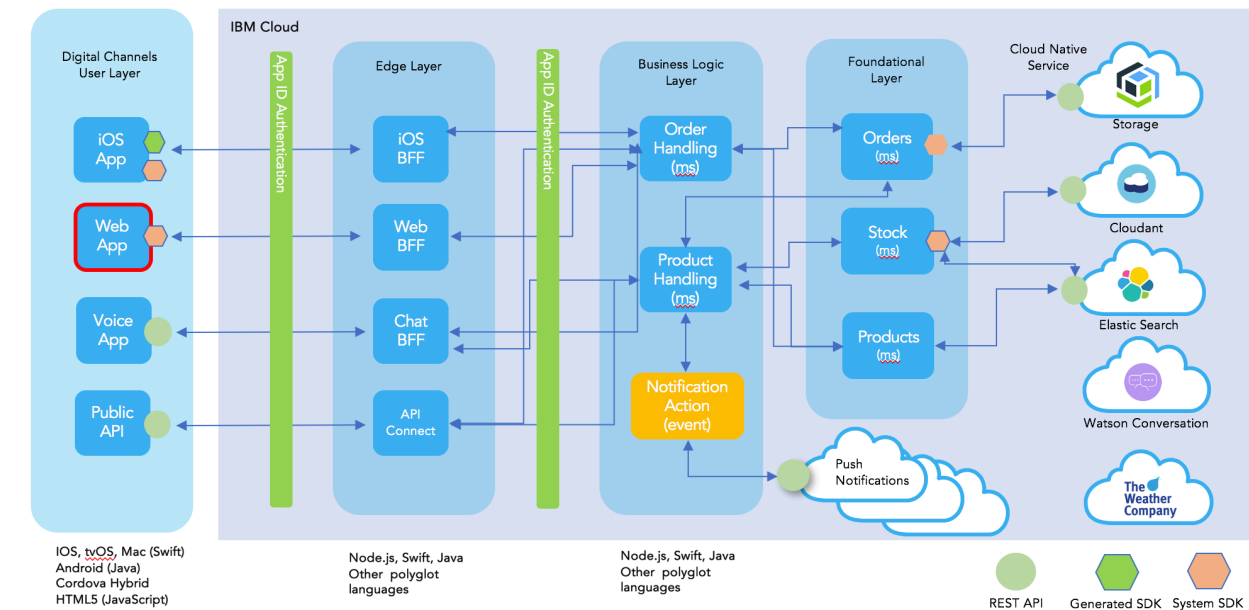 IBM Cloud
Digital Channels
User Layer
iOS
App
Web
App
Voice
App
Public
API
IOS, tvOS, Mac (Swift)
Android (Java)
Cordova Hybrid
HTML5 (JavaScript)
App ID Authentication
Edge Layer
iOS
BFF
Web
BFF
Chat
BFF
API
Connect
Node.js, Swift, Java
Other polyglot
languages
App ID Authentication
Business Logic
Layer
Order
Handling
(ms)
Product
Handling
(ms)
Notification
Action
(event)
Node.js, Swift, Java
Other polyglot
languages
Foundational
Layer
Orders
(ms)
Stock
(ms)
Products
(ms)
Push
Notifications
Cloud Native
Service
Storage
Cloudant
Elastic Search
Watson Conversation
The
Weather
Company
REST API
Generated SDK
System SDK